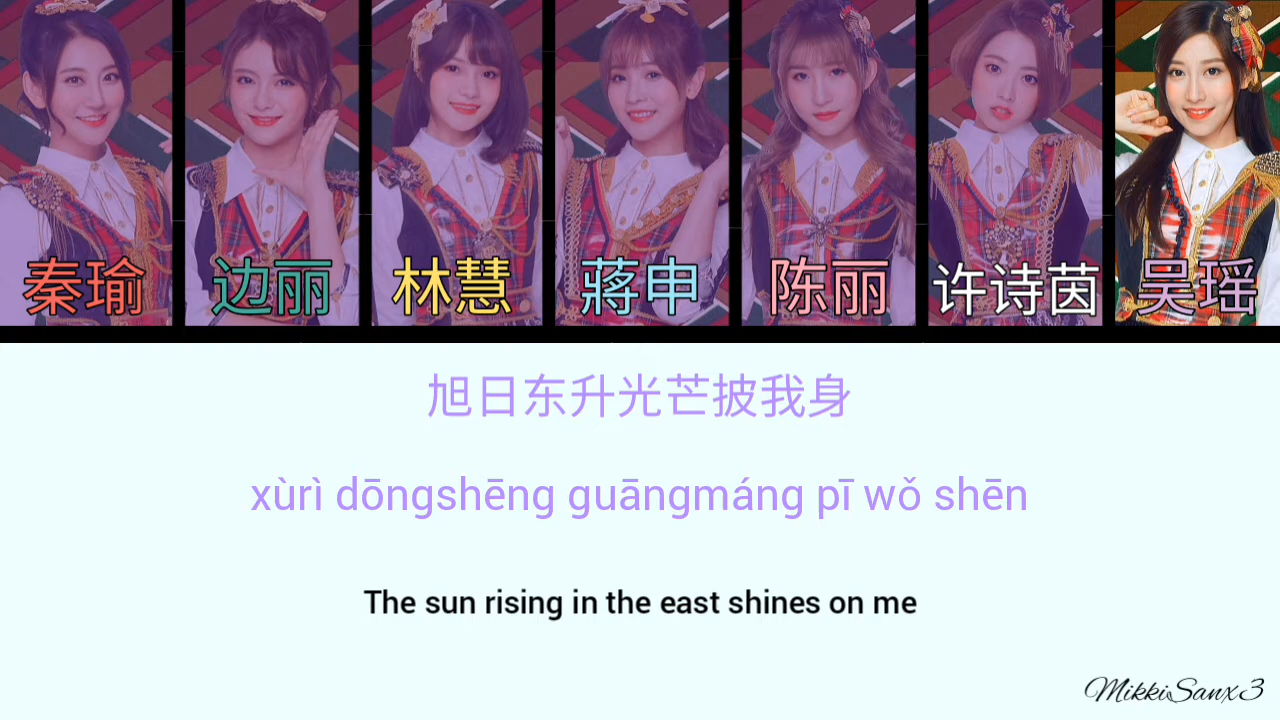 秦瑜 边丽 林慧 蔣申 陈丽 许诗茵 吴瑶
旭日东升光芒披我身
xùrì dōngshēng guāngmáng pī wǒ shēn
The sun rising in the east shines on me
MikkiSanx3